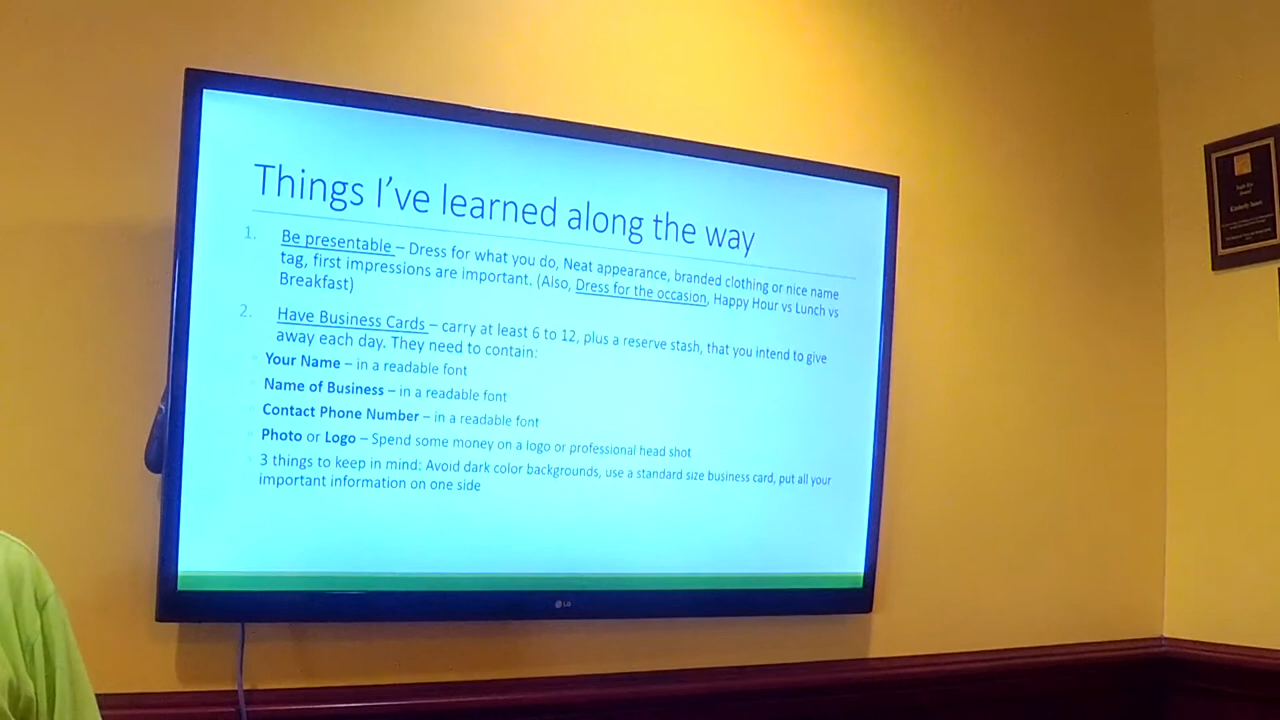 Things I've learned along the way
1. Be presentable – Dress for what you do, Neat appearance, branded clothing or nice name
tag, first impressions are important. (Also, Dress for the occasion, Happy Hour vs Lunch vs
Breakfast)
2. Have Business Cards – carry at least 6 to 12, plus a reserve stash, that you intend to give
away each day. They need to contain:
Your Name – in a readable font
Name of Business – in a readable font
Contact Phone Number – in a readable font
Photo or Logo – Spend some money on a logo or professional head shot
3 things to keep in mind: Avoid dark color backgrounds, use a standard size business card, put all your
important information on one side
LG